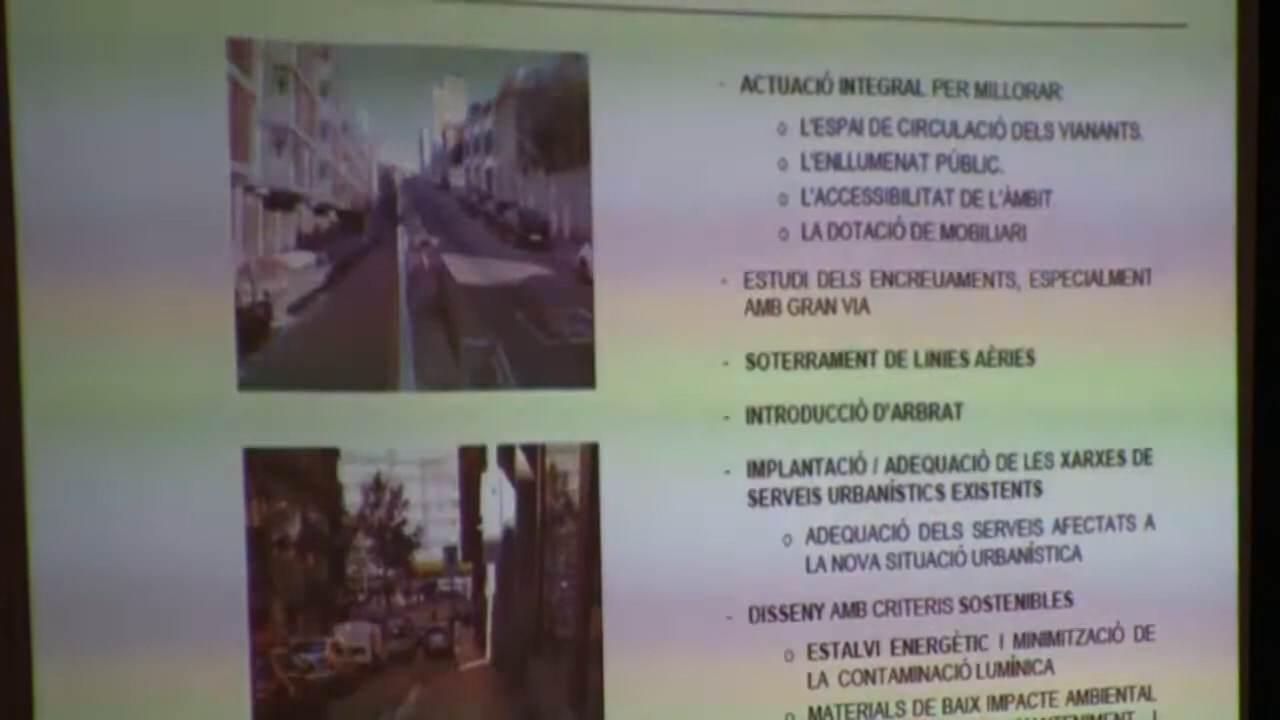 - ACTUACIÓ INTEGRAL PER MILLORAR:
o L'ESPAI DE CIRCULACIÓ DELS VIANANTS.
o L'ENLLUMENAT PÚBLIC.
o L'ACCESSIBILITAT DE L'ÀMBIT
o LA DOTACIÓ DE MOBILIARI
- ESTUDI DELS ENCREUAMENTS, ESPECIALMENT
AMB GRAN VIA
- SOTERRAMENT DE LINIES AÈRIES
- INTRODUCCIÓ D'ARBRAT
- IMPLANTACIÓ / ADEQUACIÓ DE LES XARXES DE
SERVEIS URBANÍSTICS EXISTENTS
o ADEQUACIÓ DELS SERVEIS AFECTATS A
LA NOVA SITUACIÓ URBANÍSTICA
- DISSENY AMB CRITERIS SOSTENIBLES
o ESTALVI ENERGÈTIC I MINIMITZACIÓ DE
LA CONTAMINACIÓ LUMÍNICA
o MATERIALS DE BAIX IMPACTE AMBIENTAL